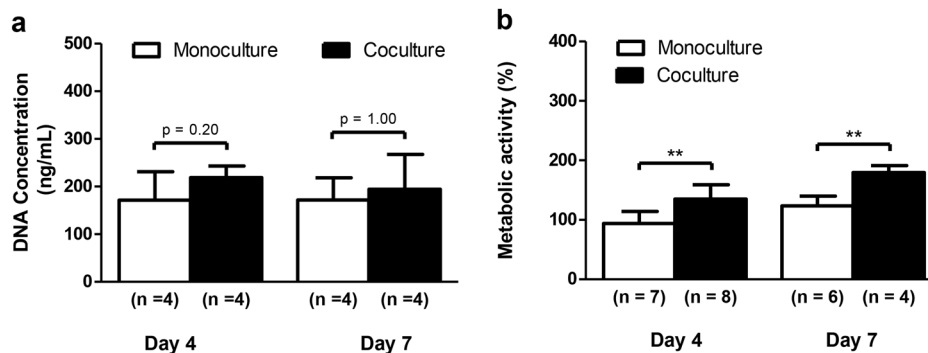 a
500
400
300
200
100
0
DNA Concentration
(ng/mL)
Monoculture
Coculture
p = 0.20
p = 1.00
(n =4) (n =4) (n =4) (n =4)
Day 4 Day 7
b
400
300
200
100
0
Metabolic activity (%)
Monoculture
Coculture
**
**
(n = 7) (n = 8) (n = 6) (n = 4)
Day 4 Day 7